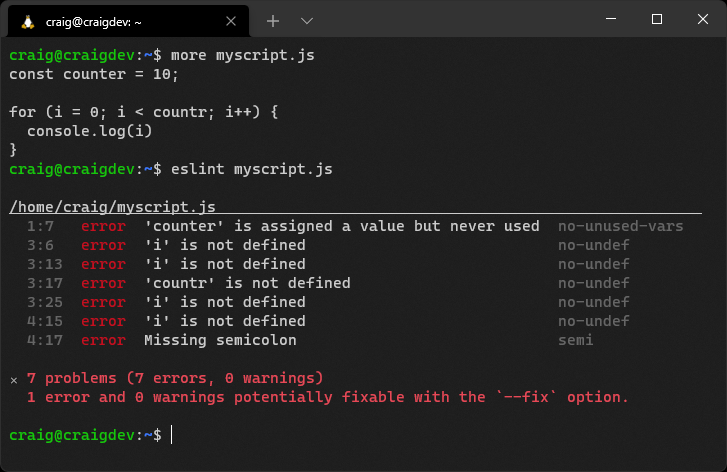 craig@craigdev: ~
craig@craigdev:~$ more myscript.js
const counter = 10;
for (i = 0; i < countr; i++) {
  console.log(i)
}
craig@craigdev:~$ eslint myscript.js
/home/craig/myscript.js
  1:7   error  'counter' is assigned a value but never used  no-unused-vars
  3:6   error  'i' is not defined                            no-undef
  3:13  error  'i' is not defined                            no-undef
  3:17  error  'countr' is not defined                       no-undef
  3:25  error  'i' is not defined                            no-undef
  4:15  error  'i' is not defined                            no-undef
  4:17  error  Missing semicolon                             semi
× 7 problems (7 errors, 0 warnings)
  1 error and 0 warnings potentially fixable with the `--fix` option.
craig@craigdev:~$